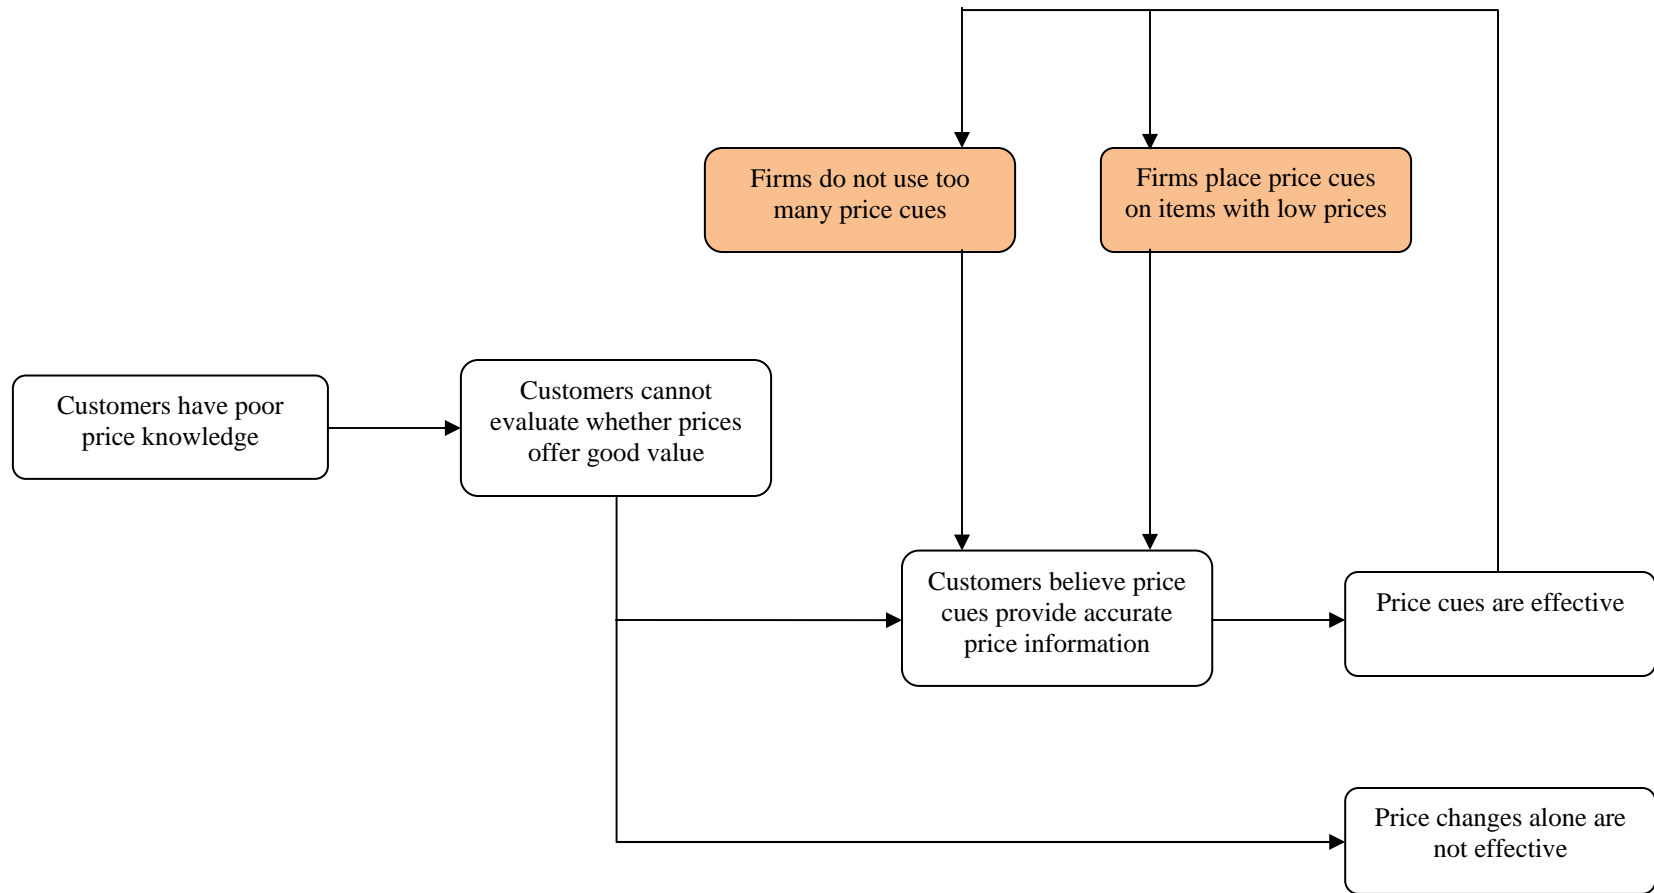 Firms do not use too
many price cues
Firms place price cues
on items with low prices
Customers have poor
price knowledge
Customers cannot
evaluate whether prices
offer good value
Customers believe price
cues provide accurate
price information
Price cues are effective
Price changes alone are
not effective